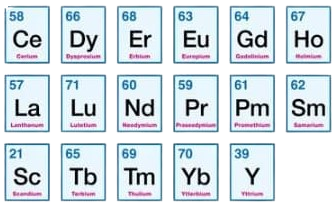 58 66 68 63 64 67
Ce Dy Er Eu Gd Ho
Cerium Dysprosium Erbium Europium Gadolinium Holmium
57 71 60 59 61 62
La Lu Nd Pr Pm Sm
Lanthanum Lutetium Neodymium Praseodymium Promethium Samarium
21 65 69 70 39
Sc Tb Tm Yb Y
Scandium Terbium Thulium Ytterbium Yttrium